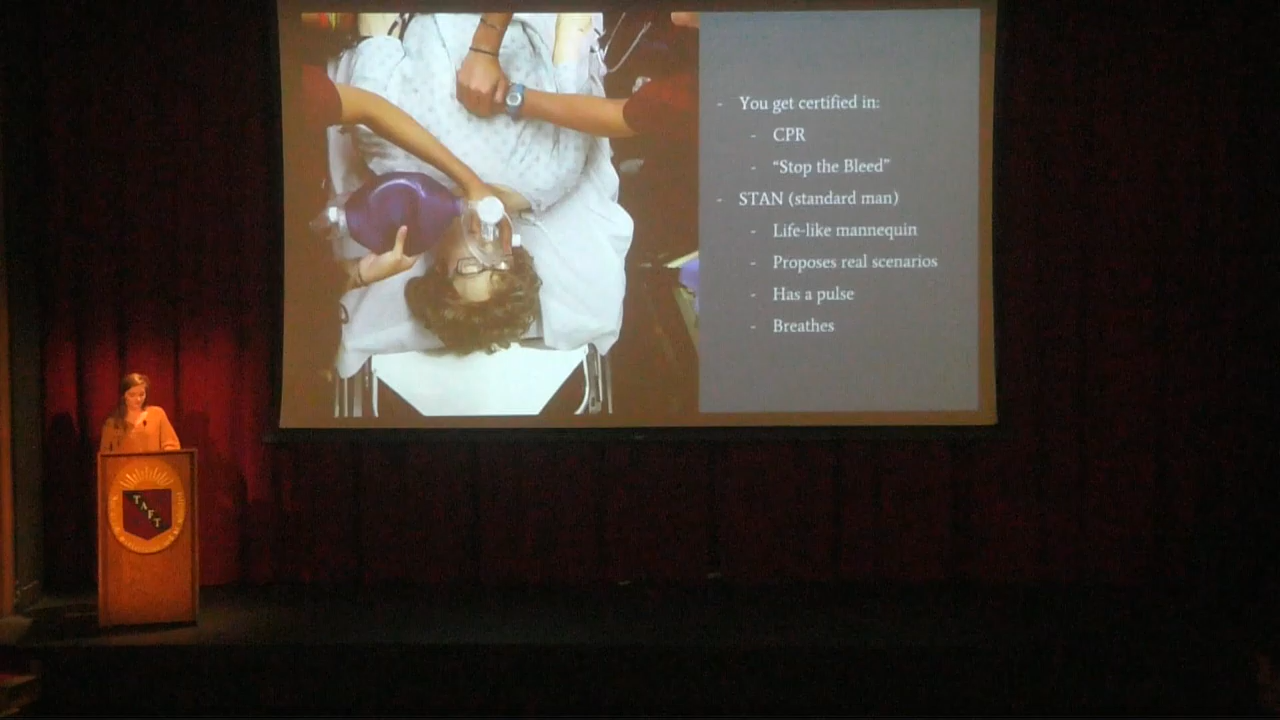 - You get certified in:
- CPR
- “Stop the Bleed”
- STAN (standard man)
- Life-like mannequin
- Proposes real scenarios
- Has a pulse
- Breathes
TAFT